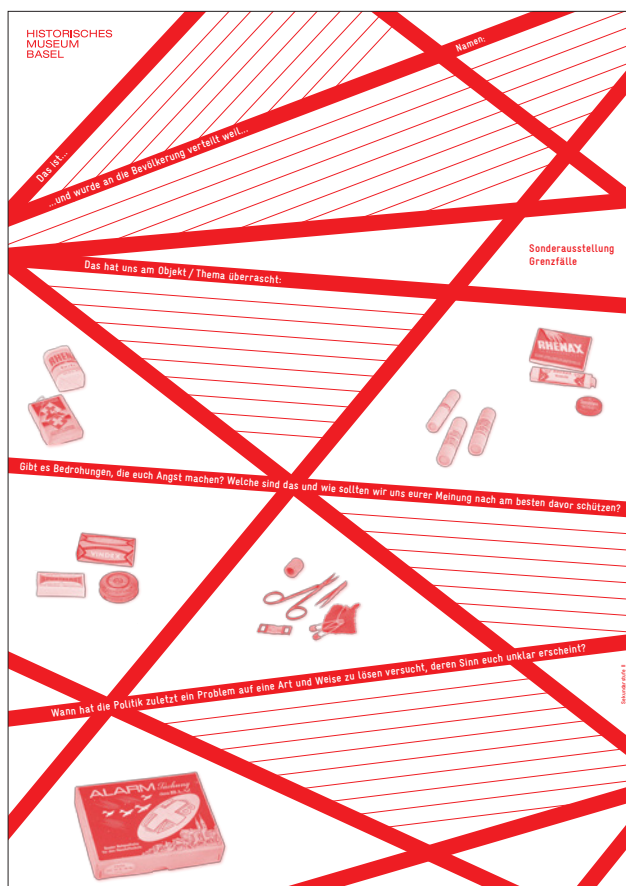 HISTORISCHES
MUSEUM
BASEL
Namen:
Das ist...
...und wurde an die Bevölkerung verteilt weil...
Sonderausstellung
Grenzfälle
Das hat uns am Objekt / Thema überrascht:
RHENAX
Gibt es Bedrohungen, die euch Angst machen? Welche sind das und wie sollten wir uns eurer Meinung nach am besten davor schützen?
VINDEX
Wann hat die Politik zuletzt ein Problem auf eine Art und Weise zu lösen versucht, deren Sinn euch unklar erscheint?
Sekundarstufe II
ALARM